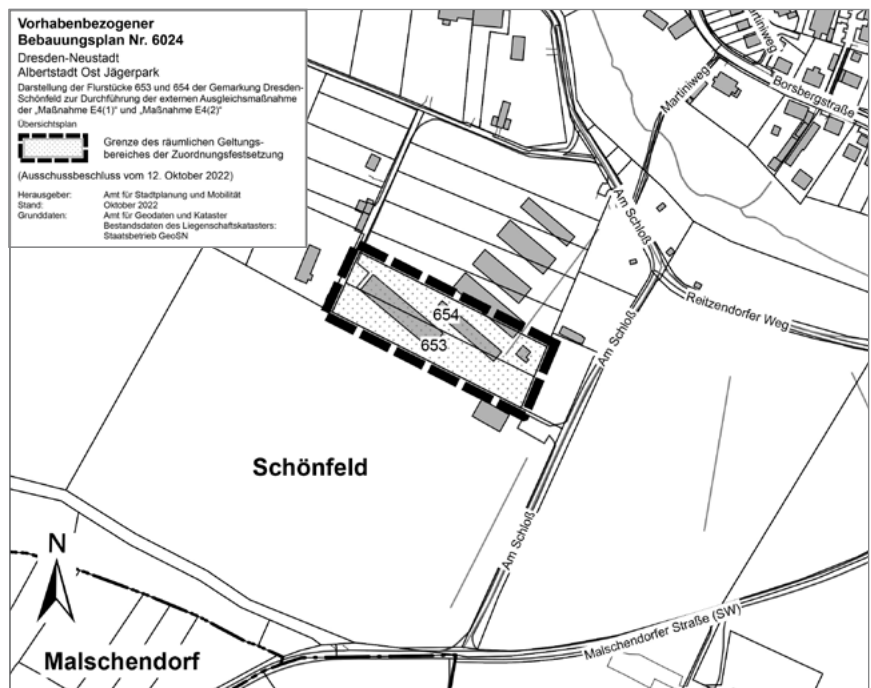 Vorhabenbezogener
Bebauungsplan Nr. 6024
Dresden-Neustadt
Albertstadt Ost Jägerpark
Darstellung der Flurstücke 653 und 654 der Gemarkung Dresden-
Schönfeld zur Durchführung der externen Ausgleichsmaßnahme
der „Maßnahme E4(1)“ und „Maßnahme E4(2)“
Übersichtsplan
Grenze des räumlichen Geltungs-
bereiches der Zuordnungsfestsetzung
(Ausschussbeschluss vom 12. Oktober 2022)
Herausgeber: Amt für Stadtplanung und Mobilität
Stand: Oktober 2022
Grunddaten: Amt für Geodaten und Kataster
Bestandsdaten des Liegenschaftskatasters:
Staatsbetrieb GeoSN
Martiniweg
Martiniweg
Borsbergstraße
Am Schloß
Reitzendorfer Weg
Am Schloß
654
653
Schönfeld
Am Schloß
N
Malschendorfer Straße (SW)
Malschendorf